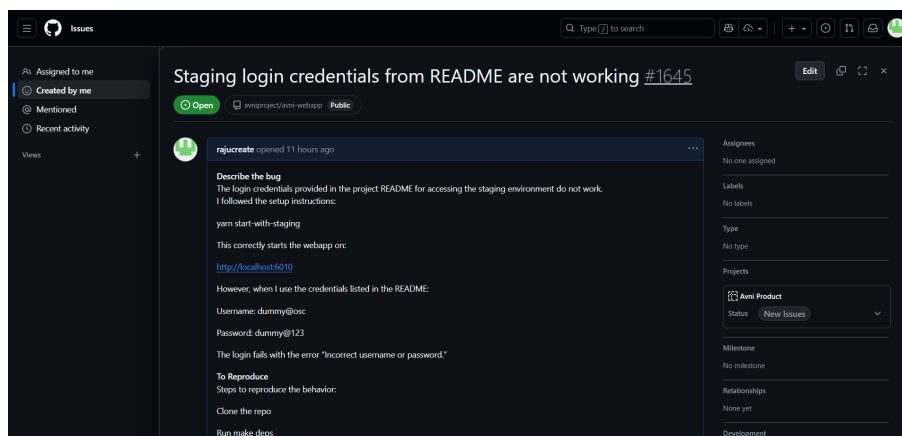 Issues
Type / to search
Assigned to me
Created by me
Mentioned
Recent activity
Views
Staging login credentials from README are not working #1645
Edit
Open
avniproject/avni-webapp
Public
rajucreate opened 11 hours ago
Describe the bug
The login credentials provided in the project README for accessing the staging environment do not work.
I followed the setup instructions:
yarn start-with-staging
This correctly starts the webapp on:
http://localhost:6010
However, when I use the credentials listed in the README:
Username: dummy@osc
Password: dummy@123
The login fails with the error "Incorrect username or password."
To Reproduce
Steps to reproduce the behavior:
Clone the repo
Run make deps
Assignees
No one assigned
Labels
No labels
Type
No type
Projects
Avni Product
Status New Issues
Milestone
No milestone
Relationships
None yet
Development